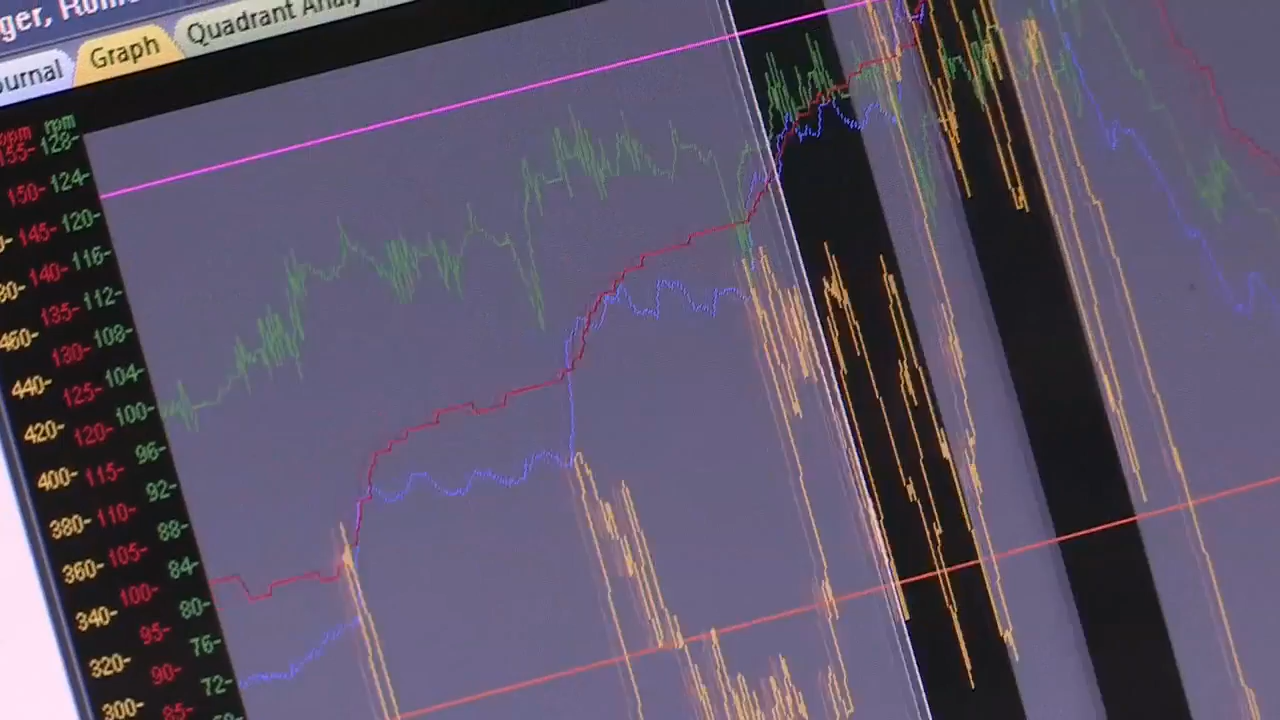 ger,
ournal Graph Quadrant Analy
ppm rpm
155- 128-
150- 124-
145- 120-
140- 116-
135- 112-
460- 130- 108-
440- 125- 104-
420- 120- 100-
400- 115- 96-
380- 110- 92-
360- 105- 88-
340- 100- 84-
320- 95- 80-
300- 90- 76-
85- 72-